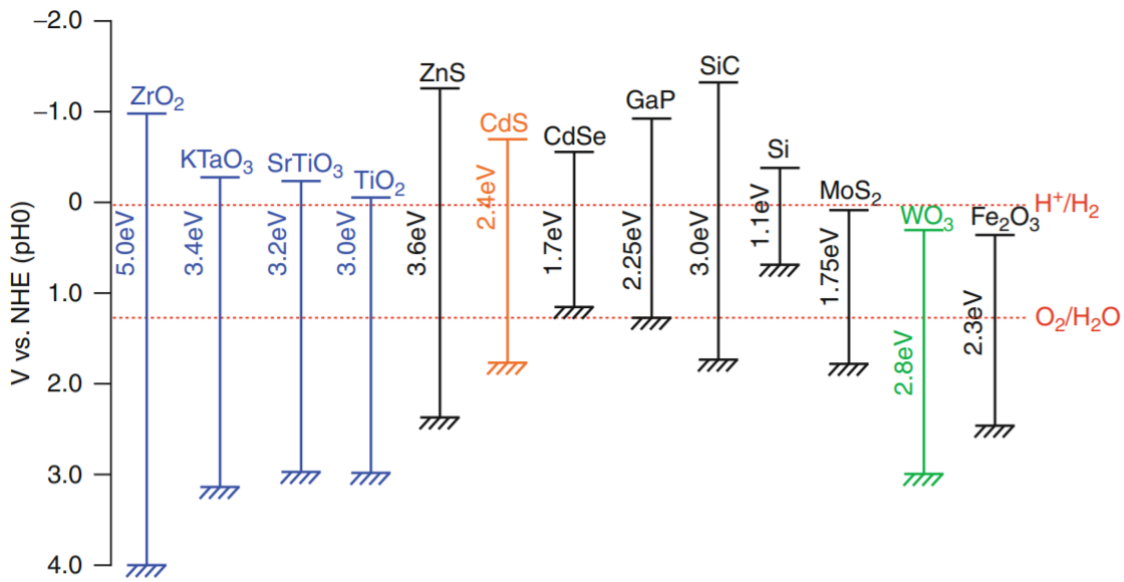 V vs. NHE (pH0)
–2.0
–1.0
0
1.0
2.0
3.0
4.0
ZrO₂
5.0eV
KTaO₃
3.4eV
SrTiO₃
3.2eV
TiO₂
3.0eV
ZnS
3.6eV
CdS
2.4eV
CdSe
1.7eV
GaP
2.25eV
SiC
3.0eV
Si
1.1eV
MoS₂
1.75eV
WO₃
2.8eV
Fe₂O₃
2.3eV
H⁺/H₂
O₂/H₂O